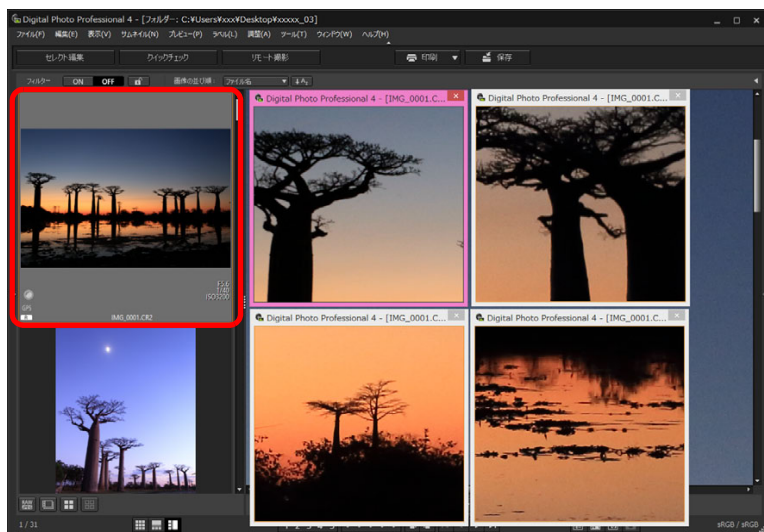 Digital Photo Professional 4 - [フォルダー: C:¥Users¥xxx¥Desktop¥xxxxx_03]
ファイル(F) 編集(E) 表示(V) サムネイル(N) プレビュー(P) ラベル(L) 調整(A) ツール(T) ウィンドウ(W) ヘルプ(H)
セレクト編集 クイックチェック リモート撮影 印刷 保存
フィルター ON OFF 画像の並び順: ファイル名
Digital Photo Professional 4 - [IMG_0001.C...
Digital Photo Professional 4 - [IMG_0001.C...
F5.6
1/40
ISO3200
GPS
IMG_0001.CR2
Digital Photo Professional 4 - [IMG_0001.C...
Digital Photo Professional 4 - [IMG_0001.C...
1 / 31
sRGB / sRGB